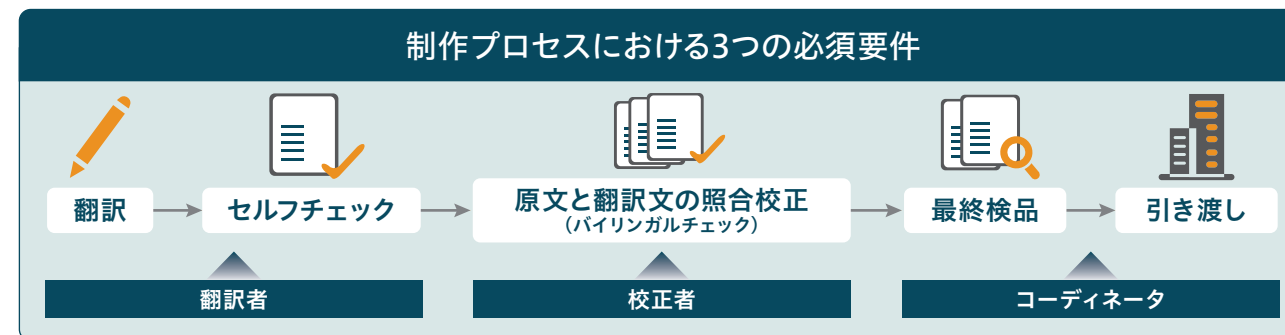 制作プロセスにおける3つの必須要件
翻訳
セルフチェック
原文と翻訳文の照合校正
(バイリンガルチェック)
最終検品
引き渡し
翻訳者
校正者
コーディネータ